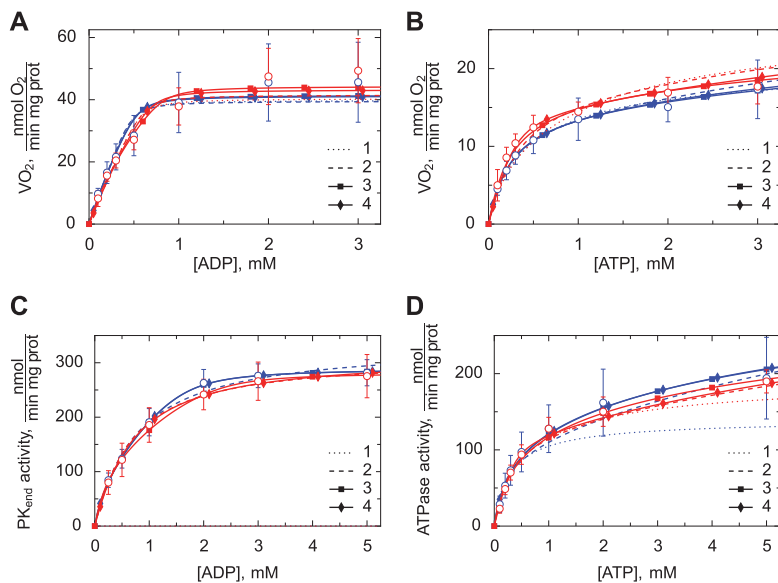 A
60
40
20
0
0 1 2 3
VO2, nmol O2
min mg prot
[ADP], mM
1
2
3
4
B
20
10
0
0 1 2 3
VO2, nmol O2
min mg prot
[ATP], mM
1
2
3
4
C
300
200
100
0
0 1 2 3 4 5
PKend activity, nmol
min mg prot
[ADP], mM
1
2
3
4
D
200
100
0
0 1 2 3 4 5
ATPase activity, nmol
min mg prot
[ATP], mM
1
2
3
4